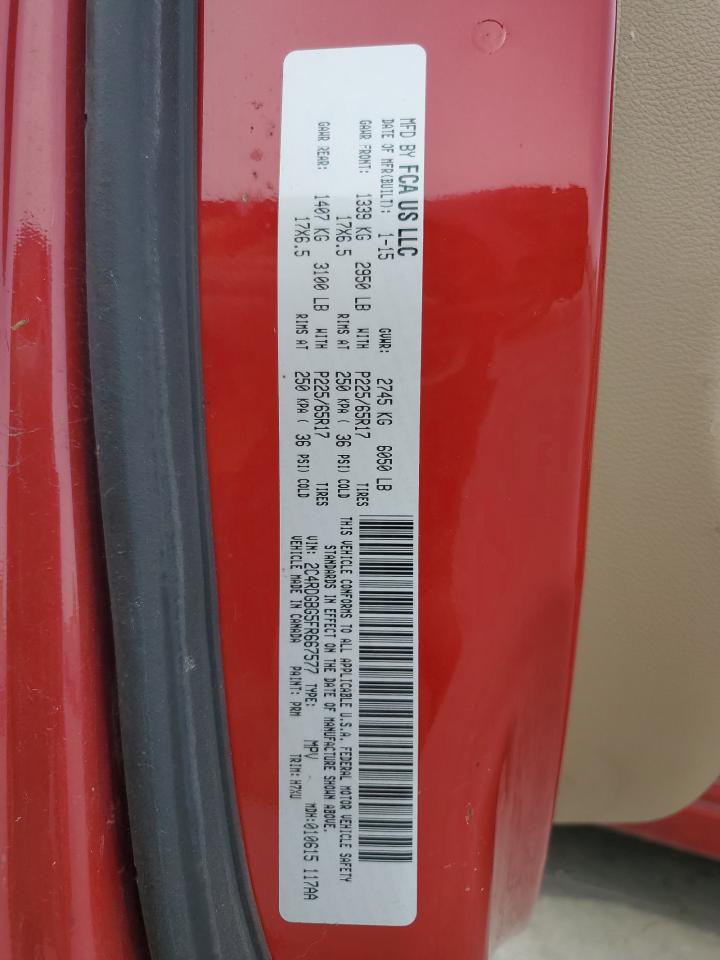 MFD BY FCA US LLC
DATE OF MFR(BUILT): 1-15 GVWR: 2745 KG 6050 LB
GAWR FRONT: 1339 KG 2950 LB WITH P225/65R17 TIRES
17X6.5 RIMS AT 250 KPA ( 36 PSI) COLD
GAWR REAR: 1407 KG 3100 LB WITH P225/65R17 TIRES
17X6.5 RIMS AT 250 KPA ( 36 PSI) COLD
THIS VEHICLE CONFORMS TO ALL APPLICABLE U.S.A. FEDERAL MOTOR VEHICLE SAFETY
STANDARDS IN EFFECT ON THE DATE OF MANUFACTURE SHOWN ABOVE.
VIN: 2C4RDGBG5FR667577 TYPE: MPV MDH:010615 117AA
VEHICLE MADE IN CANADA PAINT: PRM TRIM: H7XV